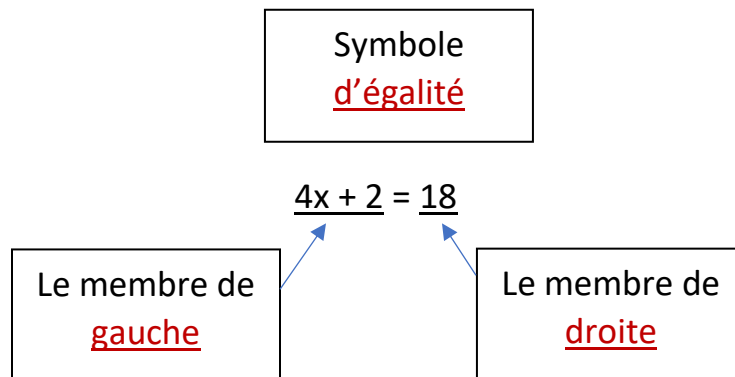 Symbole
d’égalité
4x + 2 = 18
Le membre de
gauche
Le membre de
droite